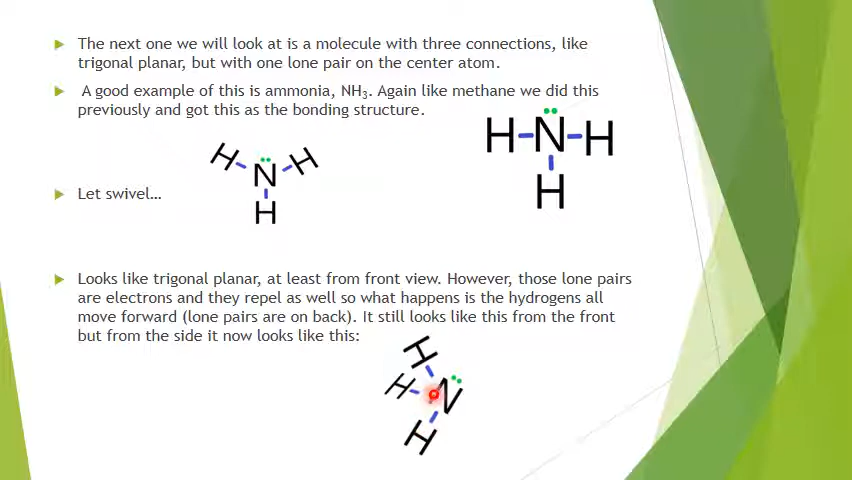 The next one we will look at is a molecule with three connections, like
trigonal planar, but with one lone pair on the center atom.
A good example of this is ammonia, NH₃. Again like methane we did this
previously and got this as the bonding structure.
H N H
H
H N H
H
Let swivel…
Looks like trigonal planar, at least from front view. However, those lone pairs
are electrons and they repel as well so what happens is the hydrogens all
move forward (lone pairs are on back). It still looks like this from the front
but from the side it now looks like this:
H
H N
H